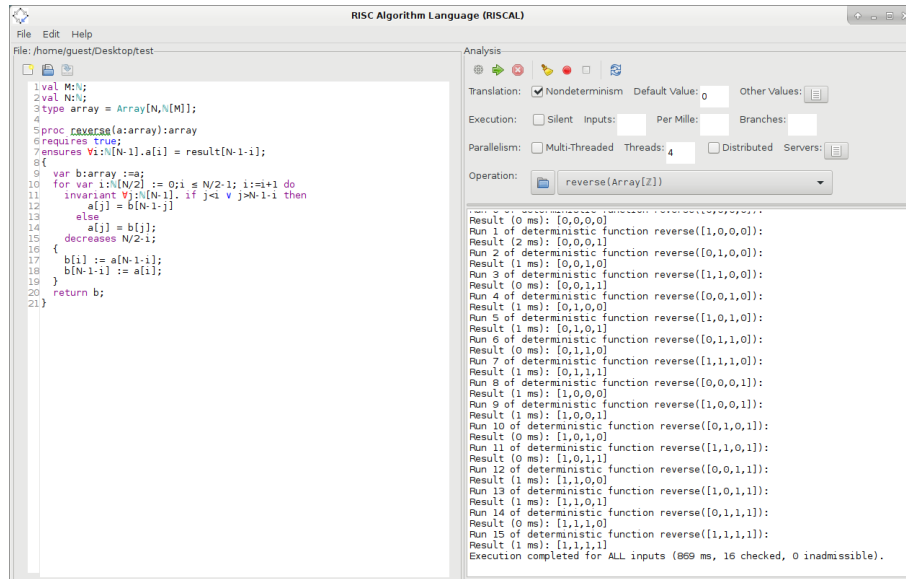 RISC Algorithm Language (RISCAL)
File Edit Help
File: /home/guest/Desktop/test
1 val M:ℕ;
2 val N:ℕ;
3 type array = Array[N,ℕ[M]];
4
5 proc reverse(a:array):array
6 requires true;
7 ensures ∀i:ℕ[N-1].a[i] = result[N-1-i];
8 {
9 var b:array :=a;
10 for var i:ℕ[N/2] := 0;i ≤ N/2-1; i:=i+1 do
11 invariant ∀j:ℕ[N-1]. if j<i ∨ j>N-1-i then
12 a[j] = b[N-1-j]
13 else
14 a[j] = b[j];
15 decreases N/2-i;
16 {
17 b[i] := a[N-1-i];
18 b[N-1-i] := a[i];
19 }
20 return b;
21 }
Analysis
Translation: Nondeterminism Default Value: 0 Other Values:
Execution: Silent Inputs: Per Mille: Branches:
Parallelism: Multi-Threaded Threads: 4 Distributed Servers:
Operation: reverse(Array[ℤ])
Result (0 ms): [0,0,0,0]
Run 1 of deterministic function reverse([1,0,0,0]):
Result (2 ms): [0,0,0,1]
Run 2 of deterministic function reverse([0,1,0,0]):
Result (1 ms): [0,0,1,0]
Run 3 of deterministic function reverse([1,1,0,0]):
Result (0 ms): [0,0,1,1]
Run 4 of deterministic function reverse([0,0,1,0]):
Result (1 ms): [0,1,0,0]
Run 5 of deterministic function reverse([1,0,1,0]):
Result (1 ms): [0,1,0,1]
Run 6 of deterministic function reverse([0,1,1,0]):
Result (0 ms): [0,1,1,0]
Run 7 of deterministic function reverse([1,1,1,0]):
Result (1 ms): [0,1,1,1]
Run 8 of deterministic function reverse([0,0,0,1]):
Result (1 ms): [1,0,0,0]
Run 9 of deterministic function reverse([1,0,0,1]):
Result (1 ms): [1,0,0,1]
Run 10 of deterministic function reverse([0,1,0,1]):
Result (0 ms): [1,0,1,0]
Run 11 of deterministic function reverse([1,1,0,1]):
Result (1 ms): [1,0,1,1]
Run 12 of deterministic function reverse([0,0,1,1]):
Result (1 ms): [1,1,0,0]
Run 13 of deterministic function reverse([1,0,1,1]):
Result (1 ms): [1,1,0,1]
Run 14 of deterministic function reverse([0,1,1,1]):
Result (0 ms): [1,1,1,0]
Run 15 of deterministic function reverse([1,1,1,1]):
Result (1 ms): [1,1,1,1]
Execution completed for ALL inputs (869 ms, 16 checked, 0 inadmissible).